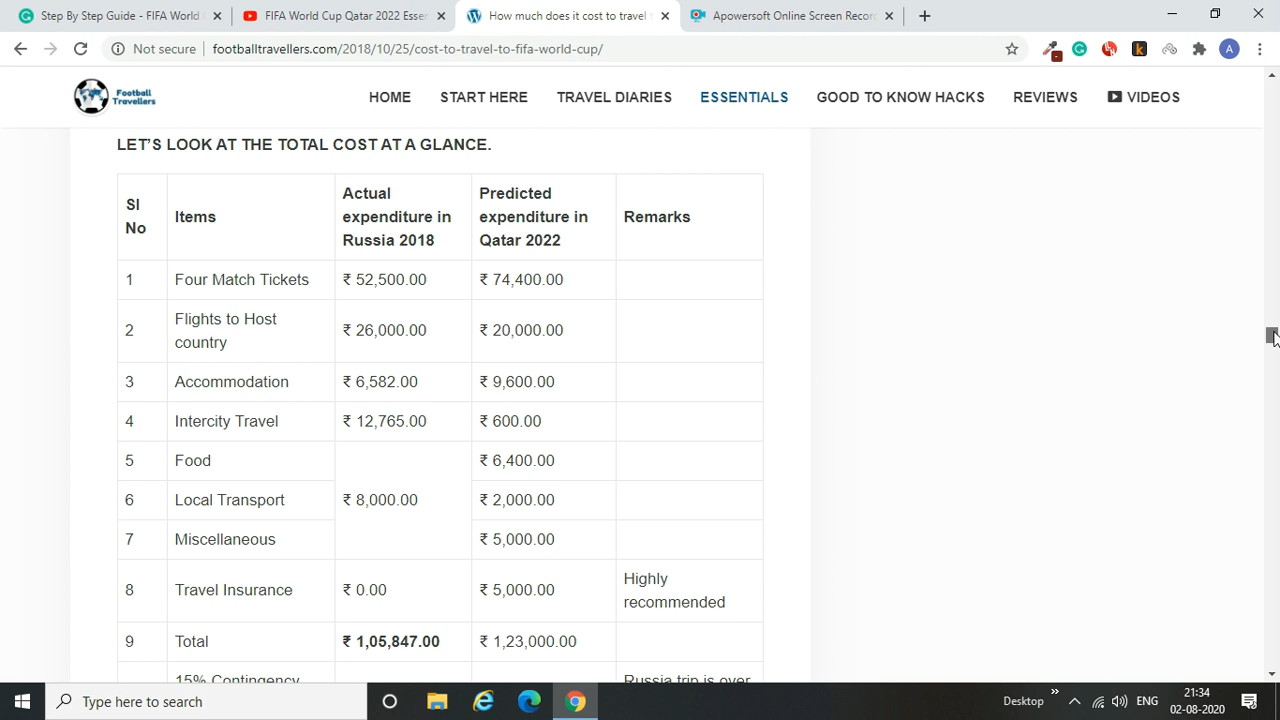 Step By Step Guide - FIFA World
FIFA World Cup Qatar 2022 Essen
How much does it cost to travel
Apowersoft Online Screen Record
Not secure
footballtravellers.com/2018/10/25/cost-to-travel-to-fifa-world-cup/
A
Football Travellers
HOME START HERE TRAVEL DIARIES ESSENTIALS GOOD TO KNOW HACKS REVIEWS VIDEOS
LET’S LOOK AT THE TOTAL COST AT A GLANCE.
Sl No Items Actual expenditure in Russia 2018 Predicted expenditure in Qatar 2022 Remarks
1 Four Match Tickets ₹ 52,500.00 ₹ 74,400.00
2 Flights to Host country ₹ 26,000.00 ₹ 20,000.00
3 Accommodation ₹ 6,582.00 ₹ 9,600.00
4 Intercity Travel ₹ 12,765.00 ₹ 600.00
5 Food ₹ 6,400.00
6 Local Transport ₹ 8,000.00 ₹ 2,000.00
7 Miscellaneous ₹ 5,000.00
8 Travel Insurance ₹ 0.00 ₹ 5,000.00 Highly recommended
9 Total ₹ 1,05,847.00 ₹ 1,23,000.00
15% Contingency Russia trip is over
Type here to search
Desktop
ENG
21:34
02-08-2020